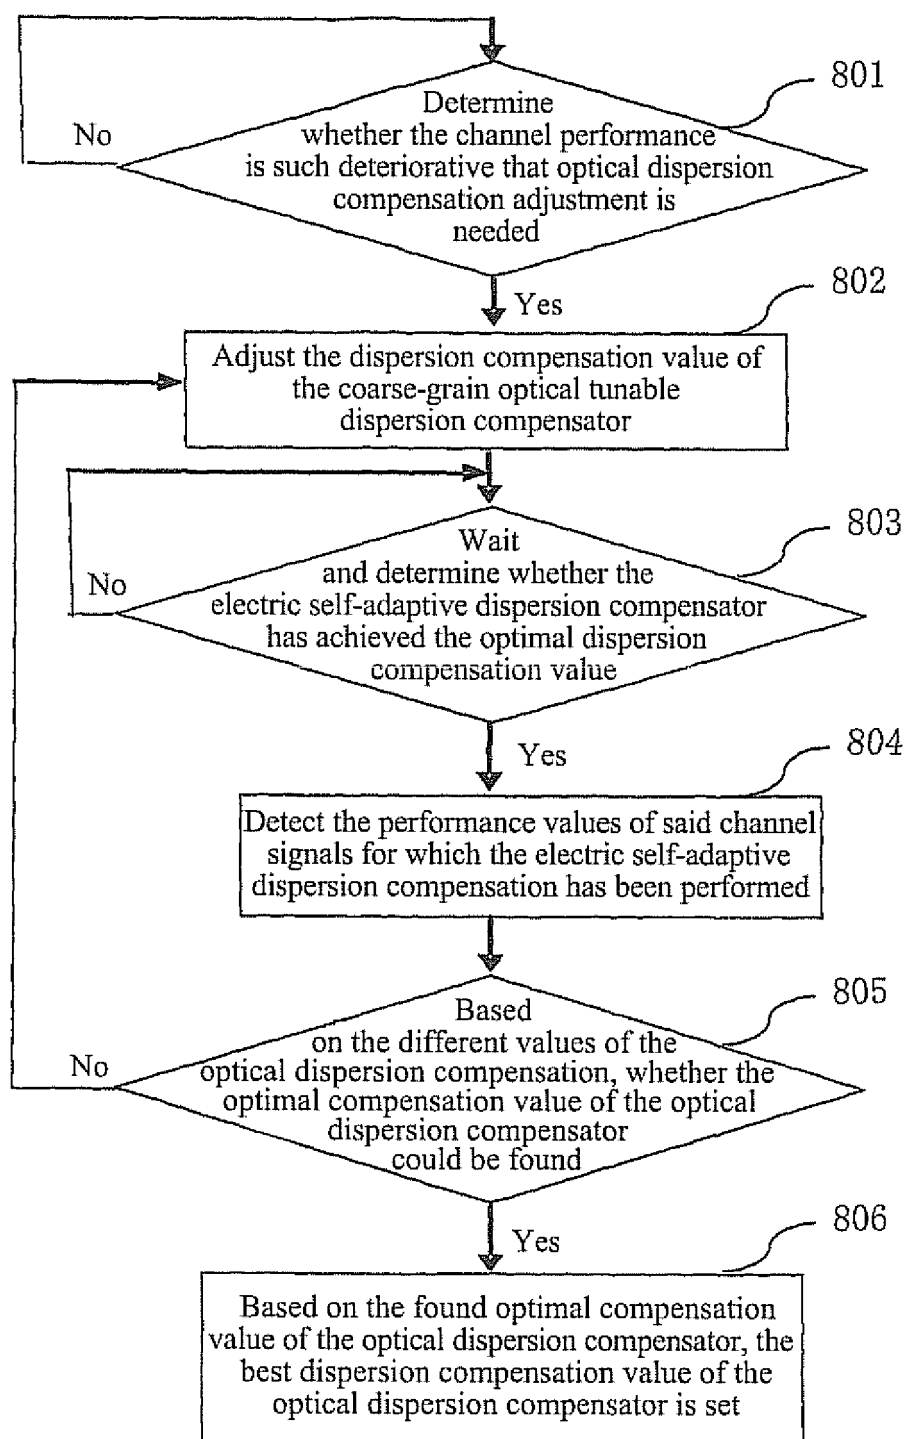 801
Determine
whether the channel performance
is such deteriorative that optical dispersion
compensation adjustment is
needed
No
Yes
802
Adjust the dispersion compensation value of
the coarse-grain optical tunable
dispersion compensator
803
Wait
and determine whether the
electric self-adaptive dispersion compensator
has achieved the optimal dispersion
compensation value
No
Yes
804
Detect the performance values of said channel
signals for which the electric self-adaptive
dispersion compensation has been performed
805
Based
on the different values of the
optical dispersion compensation, whether the
optimal compensation value of the optical
dispersion compensator
could be found
No
Yes
806
Based on the found optimal compensation
value of the optical dispersion compensator, the
best dispersion compensation value of the
optical dispersion compensator is set